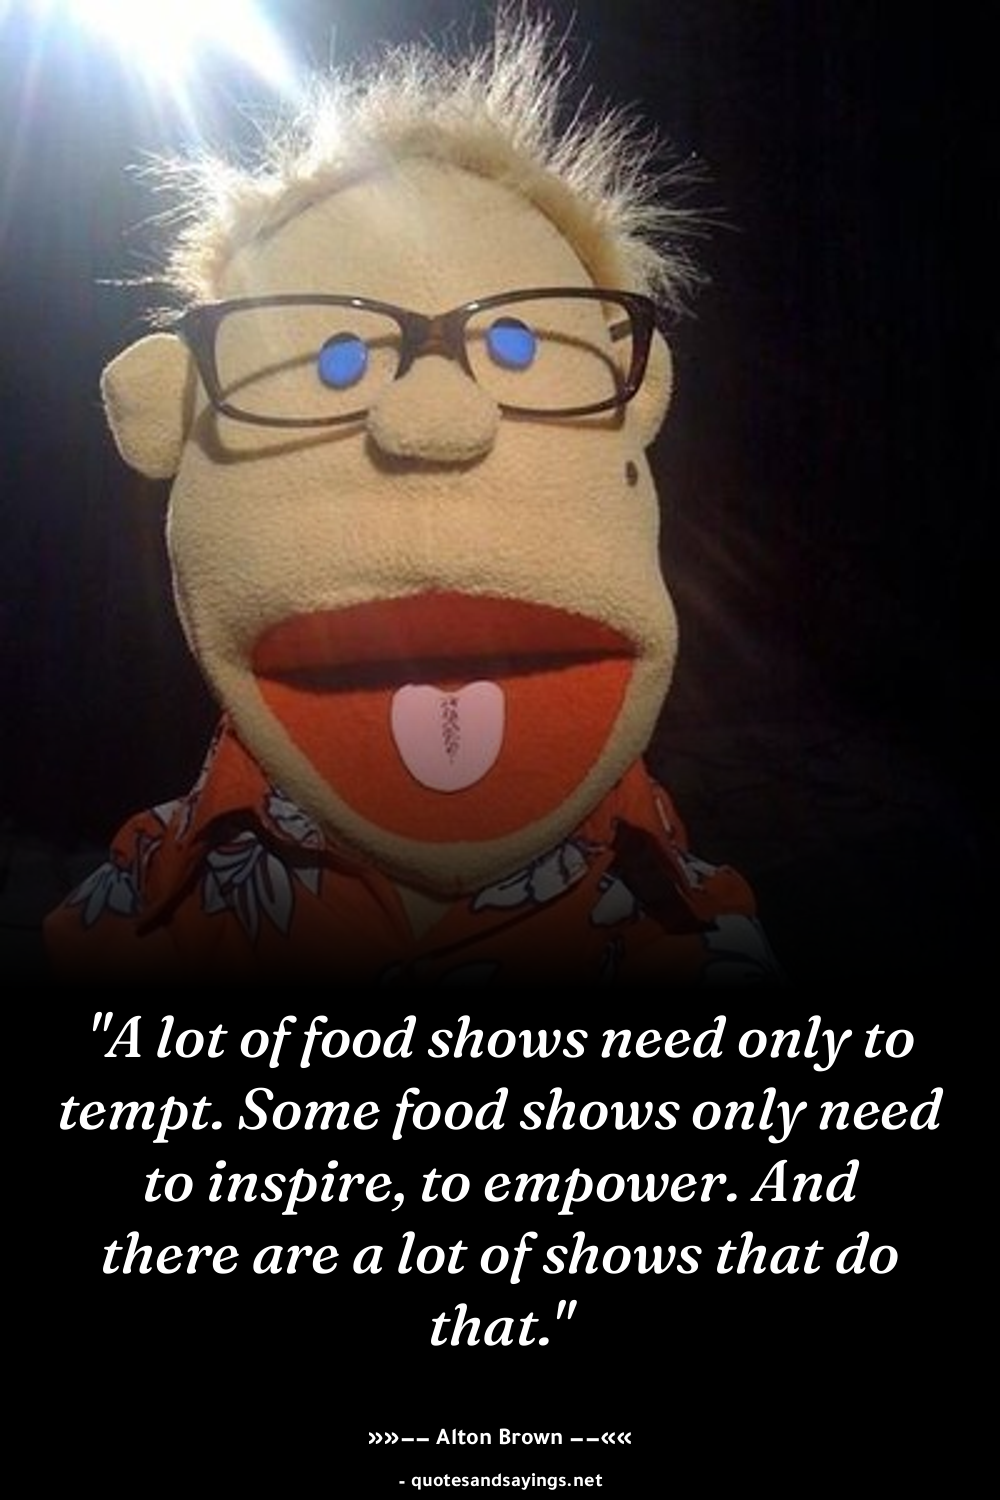 "A lot of food shows need only to
tempt. Some food shows only need
to inspire, to empower. And
there are a lot of shows that do
that."
»»–– Alton Brown ––««
- quotesandsayings.net